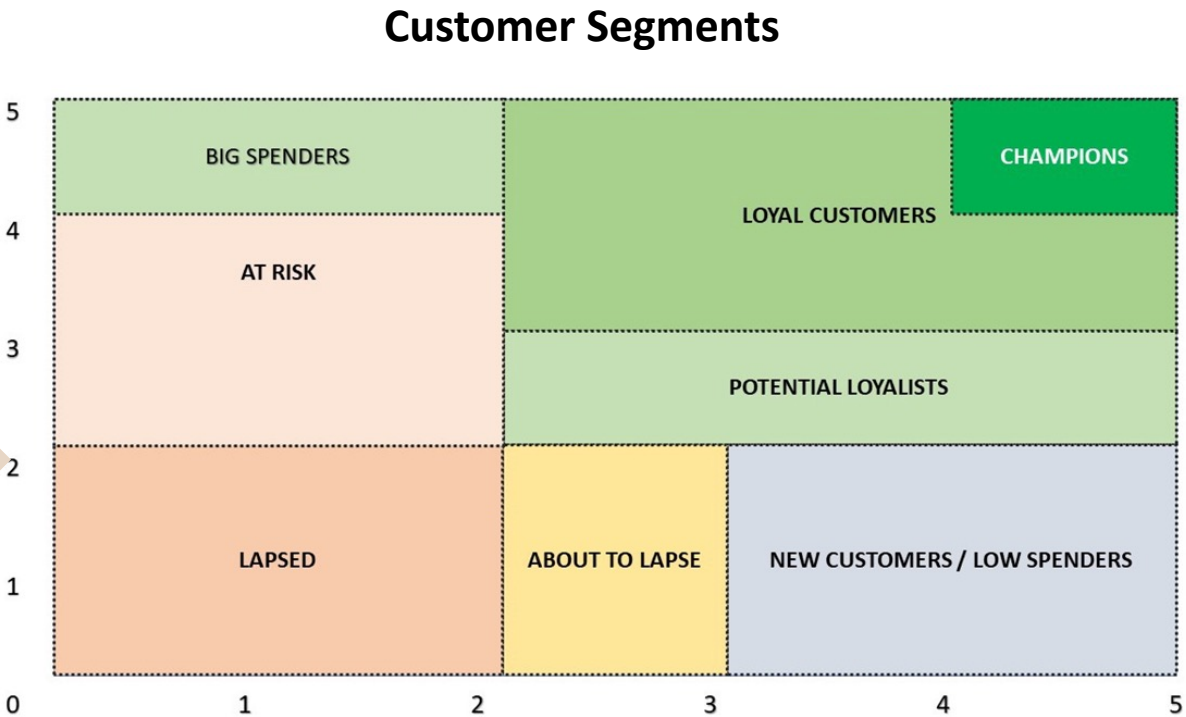 Customer Segments
5
BIG SPENDERS
CHAMPIONS
LOYAL CUSTOMERS
4
AT RISK
3
POTENTIAL LOYALISTS
2
LAPSED
ABOUT TO LAPSE
NEW CUSTOMERS / LOW SPENDERS
1
0 1 2 3 4 5